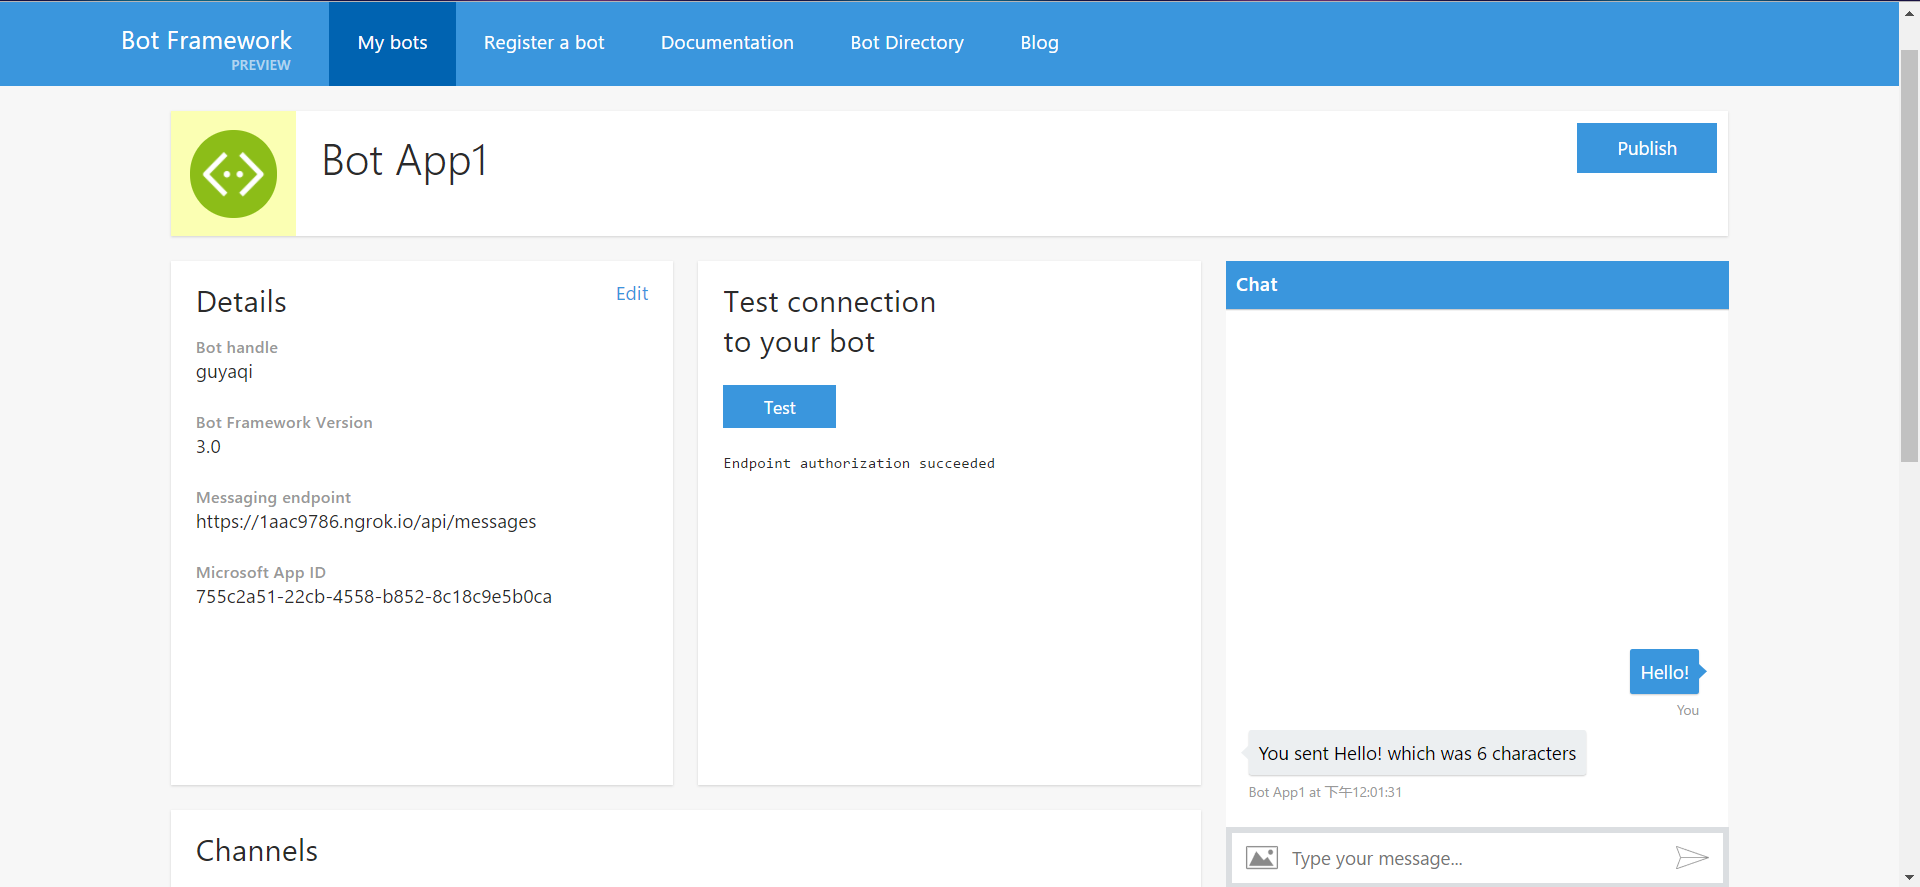 Bot Framework
PREVIEW
My bots
Register a bot
Documentation
Bot Directory
Blog
Bot App1
Publish
Details
Edit
Bot handle
guyaqi
Bot Framework Version
3.0
Messaging endpoint
https://1aac9786.ngrok.io/api/messages
Microsoft App ID
755c2a51-22cb-4558-b852-8c18c9e5b0ca
Test connection
to your bot
Test
Endpoint authorization succeeded
Chat
Hello!
You
You sent Hello! which was 6 characters
Bot App1 at 下午12:01:31
Type your message...
Channels